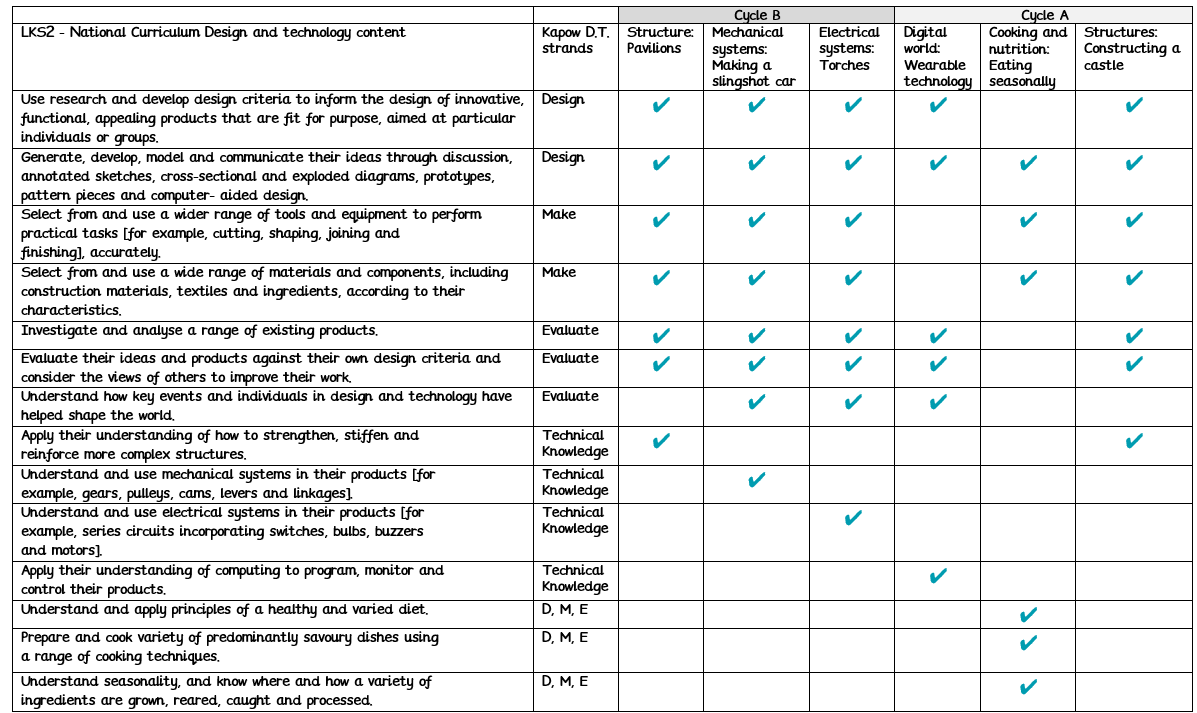 Cycle B
Cycle A
LKS2 - National Curriculum Design and technology content
Kapow D.T.
strands
Structure:
Pavilions
Mechanical
systems:
Making a
slingshot car
Electrical
systems:
Torches
Digital
world:
Wearable
technology
Cooking and
nutrition:
Eating
seasonally
Structures:
Constructing a
castle
Use research and develop design criteria to inform the design of innovative,
functional, appealing products that are fit for purpose, aimed at particular
individuals or groups.
Design
✔ ✔ ✔ ✔ ✔
Generate, develop, model and communicate their ideas through discussion,
annotated sketches, cross-sectional and exploded diagrams, prototypes,
pattern pieces and computer- aided design.
Design
✔ ✔ ✔ ✔ ✔ ✔
Select from and use a wider range of tools and equipment to perform
practical tasks [for example, cutting, shaping, joining and
finishing], accurately.
Make
✔ ✔ ✔ ✔ ✔
Select from and use a wide range of materials and components, including
construction materials, textiles and ingredients, according to their
characteristics.
Make
✔ ✔ ✔ ✔ ✔
Investigate and analyse a range of existing products.
Evaluate
✔ ✔ ✔ ✔ ✔
Evaluate their ideas and products against their own design criteria and
consider the views of others to improve their work.
Evaluate
✔ ✔ ✔ ✔ ✔
Understand how key events and individuals in design and technology have
helped shape the world.
Evaluate
✔ ✔ ✔
Apply their understanding of how to strengthen, stiffen and
reinforce more complex structures.
Technical
Knowledge
✔ ✔
Understand and use mechanical systems in their products [for
example, gears, pulleys, cams, levers and linkages].
Technical
Knowledge
✔
Understand and use electrical systems in their products [for
example, series circuits incorporating switches, bulbs, buzzers
and motors].
Technical
Knowledge
✔
Apply their understanding of computing to program, monitor and
control their products.
Technical
Knowledge
✔
Understand and apply principles of a healthy and varied diet.
D, M, E
✔
Prepare and cook variety of predominantly savoury dishes using
a range of cooking techniques.
D, M, E
✔
Understand seasonality, and know where and how a variety of
ingredients are grown, reared, caught and processed.
D, M, E
✔